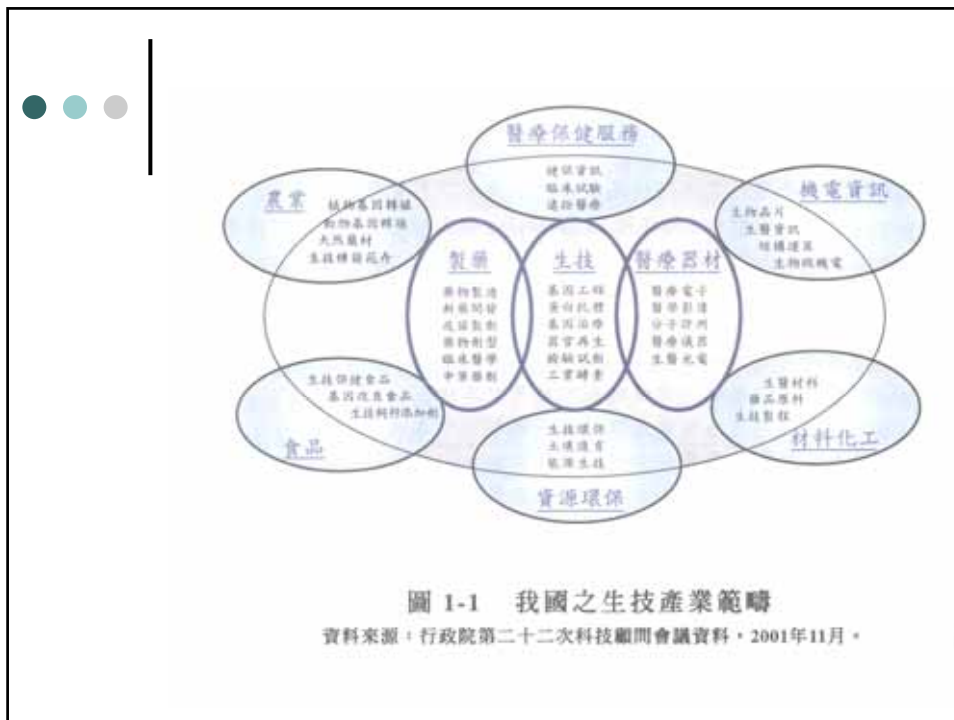 醫療保健服務
健保資訊
臨床試驗
遠距醫療
農業
植物基因轉殖
動物基因轉殖
天然藥材
生技種苗花卉
機電資訊
生物晶片
生醫資訊
結構運算
生物微機電
製藥
藥物製造
新藥開發
疫苗製劑
藥物劑型
臨床醫學
中草藥劑
生技
基因工程
蛋白抗體
基因治療
器官再生
檢驗試劑
工業酵素
醫療器材
醫療電子
醫學影像
醫療儀器
生醫光電
生技保健食品
基因改良食品
生技飼料添加劑
食品
生技環保
土壤復育
能源生技
資源環保
生醫材料
藥品原料
生技製程
材料化工
圖 1-1 我國之生技產業範疇
資料來源：行政院第二十二次科技顧問會議資料，2001年11月。